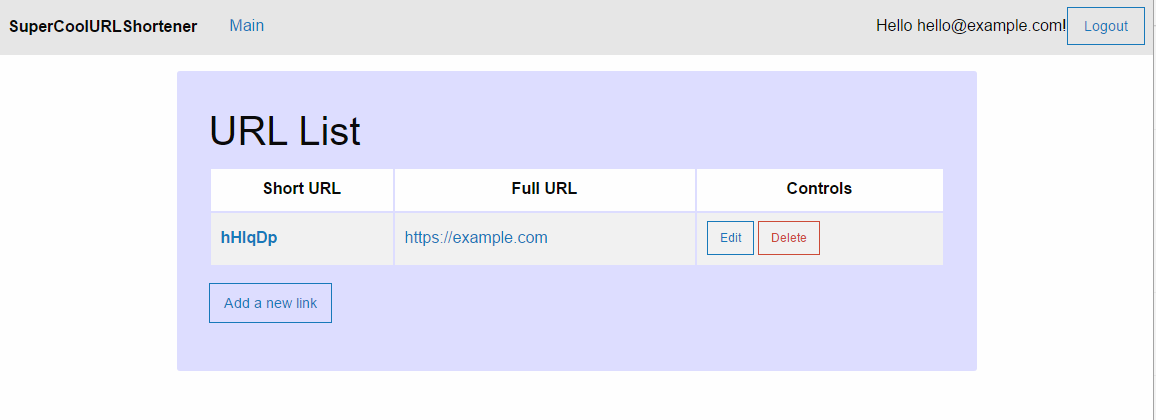 SuperCoolURLShortener Main Hello hello@example.com! Logout
URL List
Short URL Full URL Controls
hHlqDp https://example.com Edit Delete
Add a new link